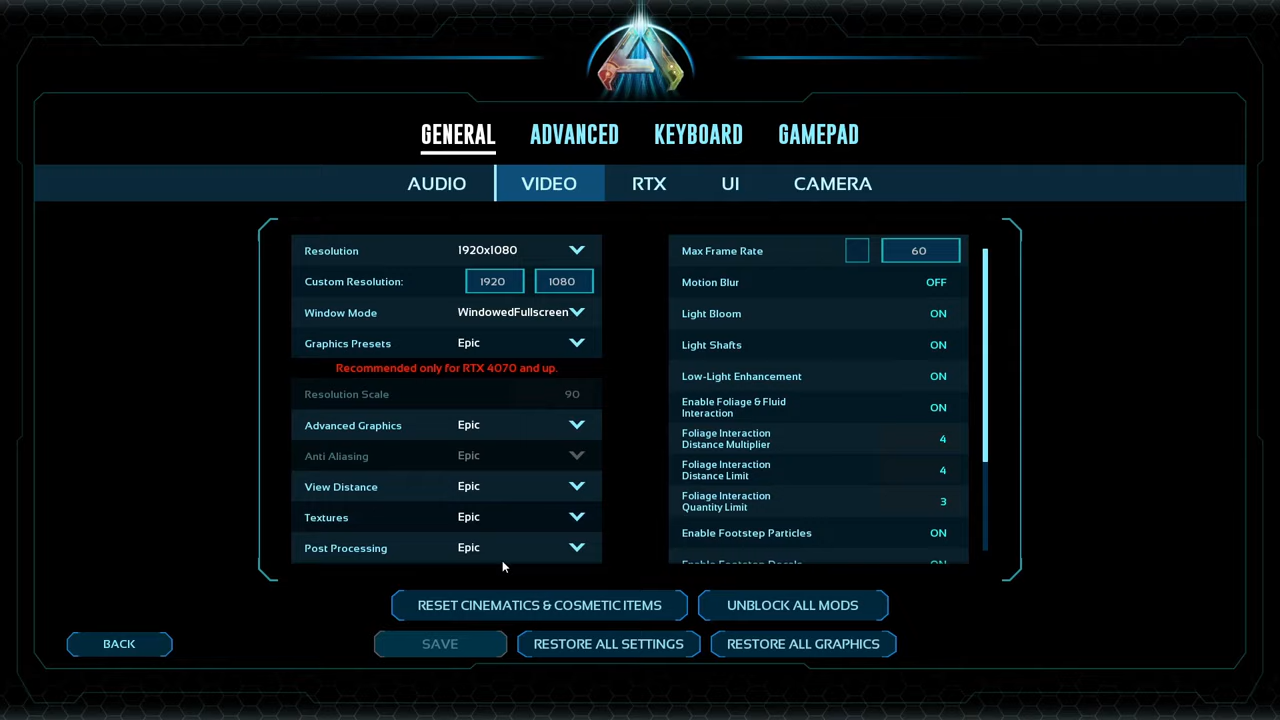 GENERAL ADVANCED KEYBOARD GAMEPAD
AUDIO VIDEO RTX UI CAMERA
Resolution 1920x1080
Custom Resolution: 1920 1080
Window Mode WindowedFullscreen
Graphics Presets Epic
Recommended only for RTX 4070 and up.
Resolution Scale 90
Advanced Graphics Epic
Anti Aliasing Epic
View Distance Epic
Textures Epic
Post Processing Epic
Max Frame Rate 60
Motion Blur OFF
Light Bloom ON
Light Shafts ON
Low-Light Enhancement ON
Enable Foliage & Fluid
Interaction ON
Foliage Interaction
Distance Multiplier 4
Foliage Interaction
Distance Limit 4
Foliage Interaction
Quantity Limit 3
Enable Footstep Particles ON
Enable Footstep Decals ON
RESET CINEMATICS & COSMETIC ITEMS UNBLOCK ALL MODS
BACK SAVE RESTORE ALL SETTINGS RESTORE ALL GRAPHICS